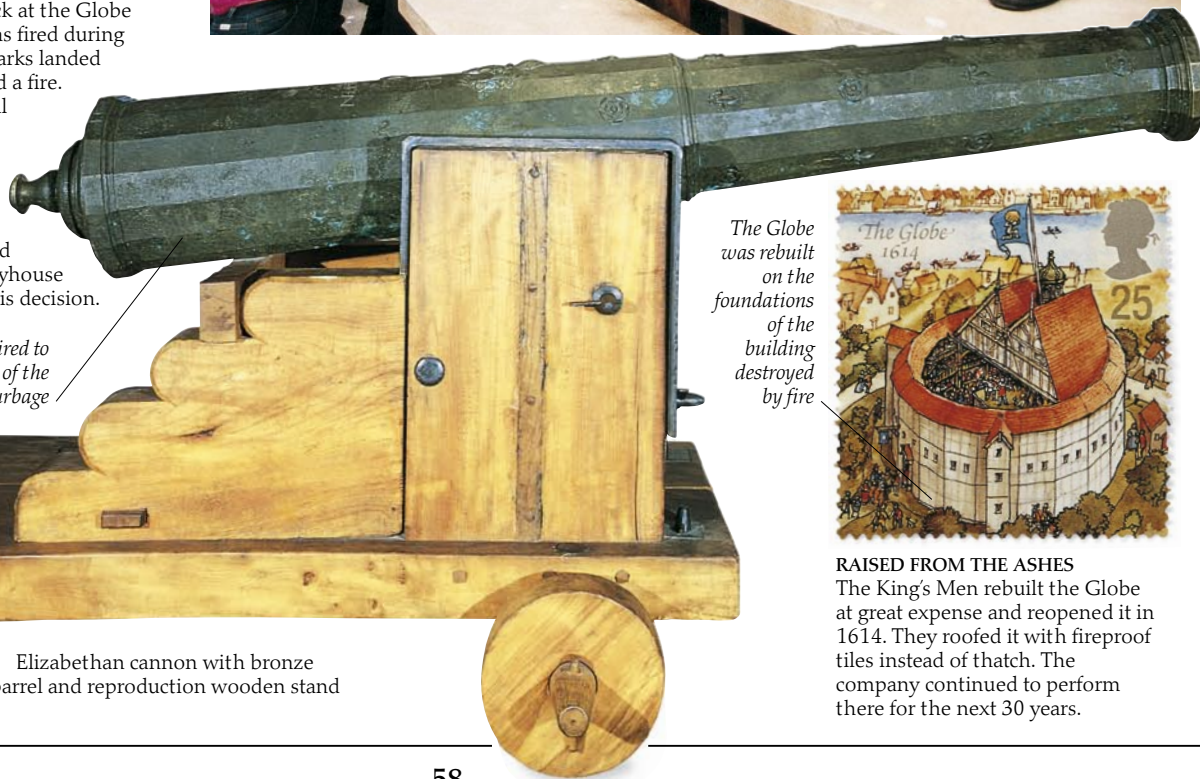 k at the Globe
s fired during
arks landed
d a fire.
l
d
yhouse
is decision.
ired to
of the
urbage
The Globe
was rebuilt
on the
foundations
of the
building
destroyed
by fire
The Globe
1614
25
RAISED FROM THE ASHES
The King's Men rebuilt the Globe
at great expense and reopened it in
1614. They roofed it with fireproof
tiles instead of thatch. The
company continued to perform
there for the next 30 years.
Elizabethan cannon with bronze
barrel and reproduction wooden stand
58